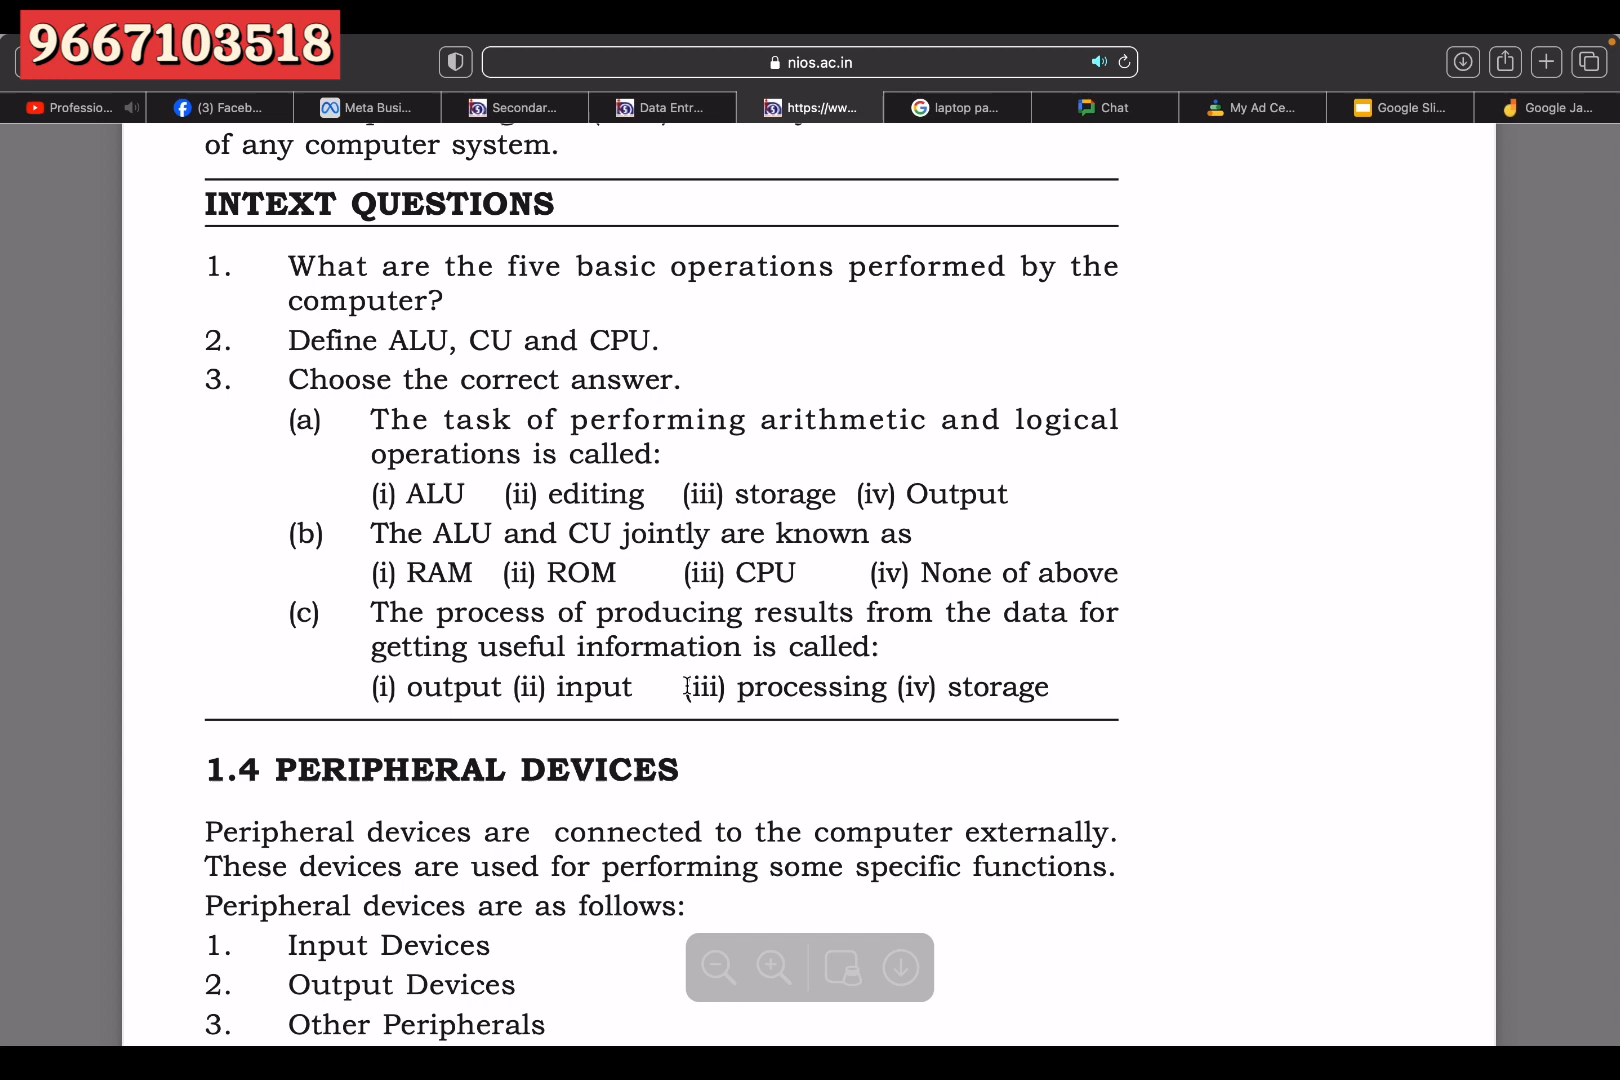 9667103518
nios.ac.in
Professio...
(3) Faceb...
Meta Busi...
Secondar...
Data Entr...
https://ww...
laptop pa...
Chat
My Ad Ce...
Google Sli...
Google Ja...
of any computer system.
INTEXT QUESTIONS
1. What are the five basic operations performed by the
computer?
2. Define ALU, CU and CPU.
3. Choose the correct answer.
(a) The task of performing arithmetic and logical
operations is called:
(i) ALU (ii) editing (iii) storage (iv) Output
(b) The ALU and CU jointly are known as
(i) RAM (ii) ROM (iii) CPU (iv) None of above
(c) The process of producing results from the data for
getting useful information is called:
(i) output (ii) input (iii) processing (iv) storage
1.4 PERIPHERAL DEVICES
Peripheral devices are connected to the computer externally.
These devices are used for performing some specific functions.
Peripheral devices are as follows:
1. Input Devices
2. Output Devices
3. Other Peripherals